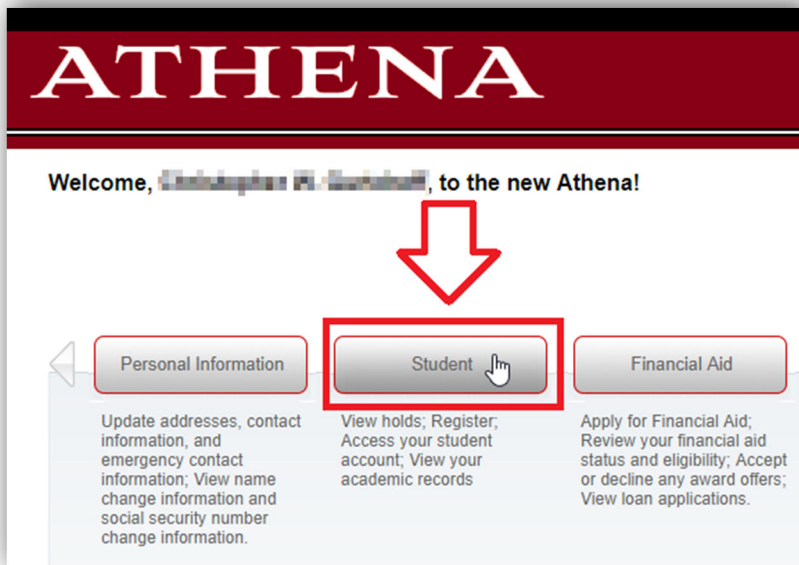 ATHENA
Welcome, , to the new Athena!
Personal Information
Student
Financial Aid
Update addresses, contact
information, and
emergency contact
information; View name
change information and
social security number
change information.
View holds; Register;
Access your student
account; View your
academic records
Apply for Financial Aid;
Review your financial aid
status and eligibility; Accept
or decline any award offers;
View loan applications.